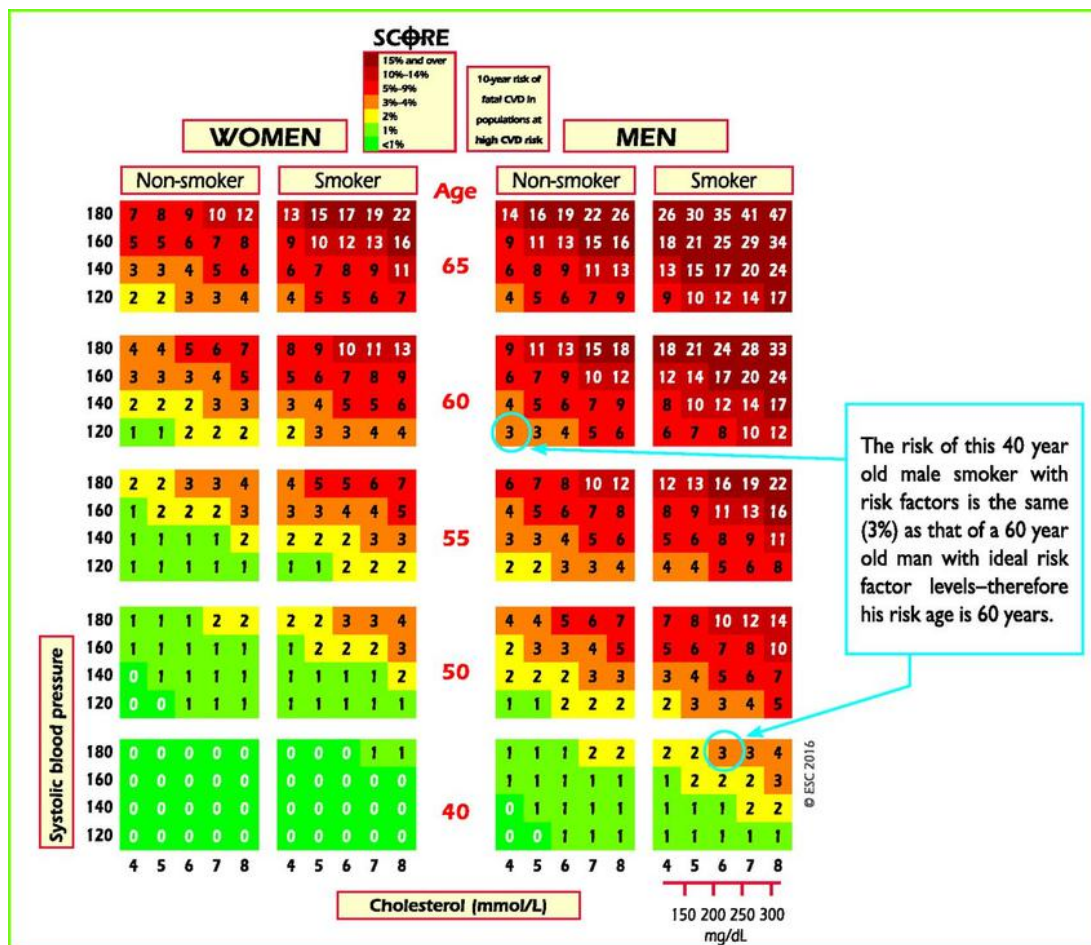 SCORE
15% and over
10%–14%
5%–9%
3%–4%
2%
1%
<1%
10-year risk of
fatal CVD in
populations at
high CVD risk
WOMEN MEN
Non-smoker Smoker Age Non-smoker Smoker
180 7 8 9 10 12 13 15 17 19 22 14 16 19 22 26 26 30 35 41 47
160 5 5 6 7 8 9 10 12 13 16 9 11 13 15 16 18 21 25 29 34
65
140 3 3 4 5 6 6 7 8 9 11 6 8 9 11 13 13 15 17 20 24
120 2 2 3 3 4 4 5 5 6 7 4 5 6 7 9 9 10 12 14 17
180 4 4 5 6 7 8 9 10 11 13 9 11 13 15 18 18 21 24 28 33
160 3 3 3 4 5 5 6 7 8 9 6 7 9 10 12 12 14 17 20 24
60
140 2 2 2 3 3 3 4 5 5 6 4 5 6 7 9 8 10 12 14 17
120 1 1 2 2 2 2 3 3 4 4 3 3 4 5 6 6 7 8 10 12
180 2 2 3 3 4 4 5 5 6 7 6 7 8 10 12 12 13 16 19 22
160 1 2 2 2 3 3 3 4 4 5 4 5 6 7 8 8 9 11 13 16
55
140 1 1 1 1 2 2 2 2 3 3 3 3 4 5 6 5 6 8 9 11
120 1 1 1 1 1 1 1 2 2 2 2 2 3 3 4 4 4 5 6 8
180 1 1 1 2 2 2 2 3 3 4 4 4 5 6 7 7 8 10 12 14
160 1 1 1 1 1 1 2 2 2 3 2 3 3 4 5 5 6 7 8 10
50
140 0 1 1 1 1 1 1 1 1 2 2 2 2 3 3 3 4 5 6 7
120 0 0 1 1 1 1 1 1 1 1 1 1 2 2 2 2 3 3 4 5
180 0 0 0 0 0 0 0 0 1 1 1 1 1 2 2 2 2 3 3 4
160 0 0 0 0 0 0 0 0 0 0 1 1 1 1 1 1 2 2 2 3
40
140 0 0 0 0 0 0 0 0 0 0 0 1 1 1 1 1 1 1 2 2
120 0 0 0 0 0 0 0 0 0 0 0 0 1 1 1 1 1 1 1 1
4 5 6 7 8 4 5 6 7 8 4 5 6 7 8 4 5 6 7 8
Systolic blood pressure
Cholesterol (mmol/L)
150 200 250 300
mg/dL
© ESC 2016
The risk of this 40 year
old male smoker with
risk factors is the same
(3%) as that of a 60 year
old man with ideal risk
factor levels–therefore
his risk age is 60 years.